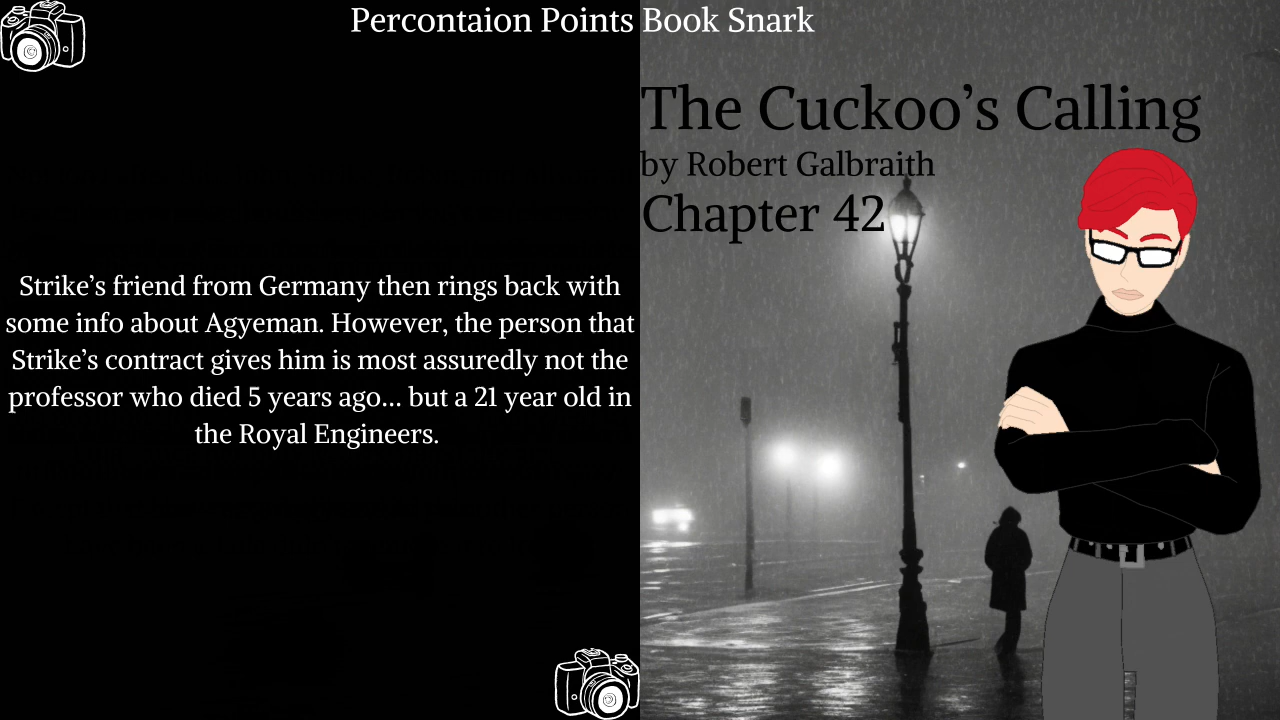 Percontaion Points Book Snark
The Cuckoo’s Calling
by Robert Galbraith
Chapter 42
Strike’s friend from Germany then rings back with
some info about Agyeman. However, the person that
Strike’s contract gives him is most assuredly not the
professor who died 5 years ago... but a 21 year old in
the Royal Engineers.